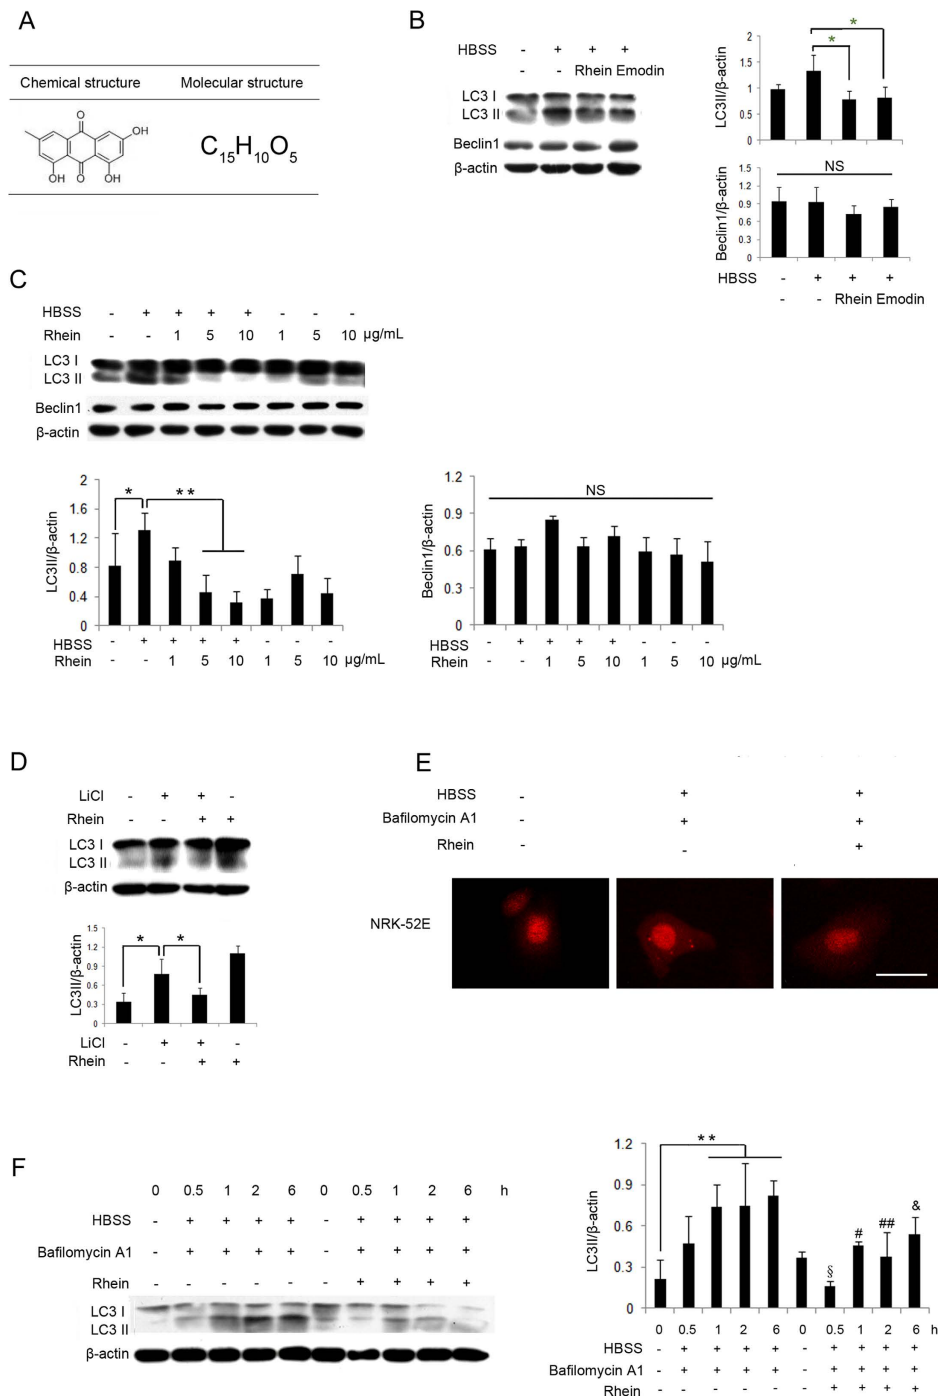 A
Chemical structure Molecular structure
O
OH
OH O OH
C15H10O5
B
HBSS - + + +
- - Rhein Emodin
LC3 I
LC3 II
Beclin1
β-actin
LC3II/β-actin
2
1.5
1
0.5
0
* *
Beclin1/β-actin
1.5
1.2
0.9
0.6
0.3
0
NS
HBSS - + + +
- - Rhein Emodin
C
HBSS - + + + + - - -
Rhein - - 1 5 10 1 5 10 μg/mL
LC3 I
LC3 II
Beclin1
β-actin
LC3II/β-actin
2
1.6
1.2
0.8
0.4
0
* **
HBSS - + + + + - - -
Rhein - - 1 5 10 1 5 10 μg/mL
Beclin1/β-actin
1.2
0.9
0.6
0.3
0
NS
HBSS - + + + + - - -
Rhein - - 1 5 10 1 5 10 μg/mL
D
LiCl - + + -
Rhein - - + +
LC3 I
LC3 II
β-actin
LC3II/β-actin
1.5
1.2
0.9
0.6
0.3
0
* *
LiCl - + + -
Rhein - - + +
E
HBSS - + +
Bafilomycin A1 - + +
Rhein - - +
NRK-52E
F
0 0.5 1 2 6 0 0.5 1 2 6 h
HBSS - + + + + - + + + +
Bafilomycin A1 - + + + + - + + + +
Rhein - - - - - - + + + +
LC3 I
LC3 II
β-actin
LC3II/β-actin
1.2
0.9
0.6
0.3
0
** § # ## &
0 0.5 1 2 6 0 0.5 1 2 6 h
HBSS - + + + + - + + + +
Bafilomycin A1 - + + + + - + + + +
Rhein - - - - - - + + + +